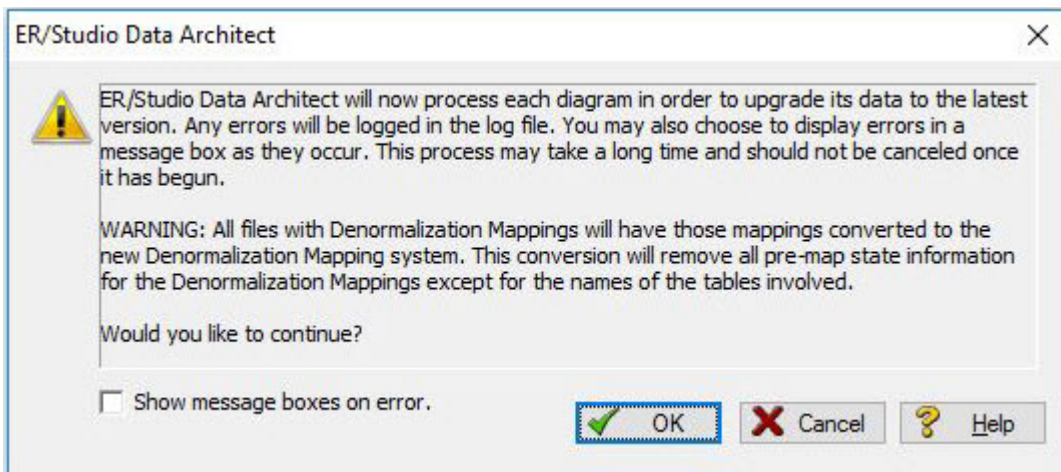 ER/Studio Data Architect
ER/Studio Data Architect will now process each diagram in order to upgrade its data to the latest
version. Any errors will be logged in the log file. You may also choose to display errors in a
message box as they occur. This process may take a long time and should not be canceled once
it has begun.
WARNING: All files with Denormalization Mappings will have those mappings converted to the
new Denormalization Mapping system. This conversion will remove all pre-map state information
for the Denormalization Mappings except for the names of the tables involved.
Would you like to continue?
Show message boxes on error.
OK
Cancel
Help